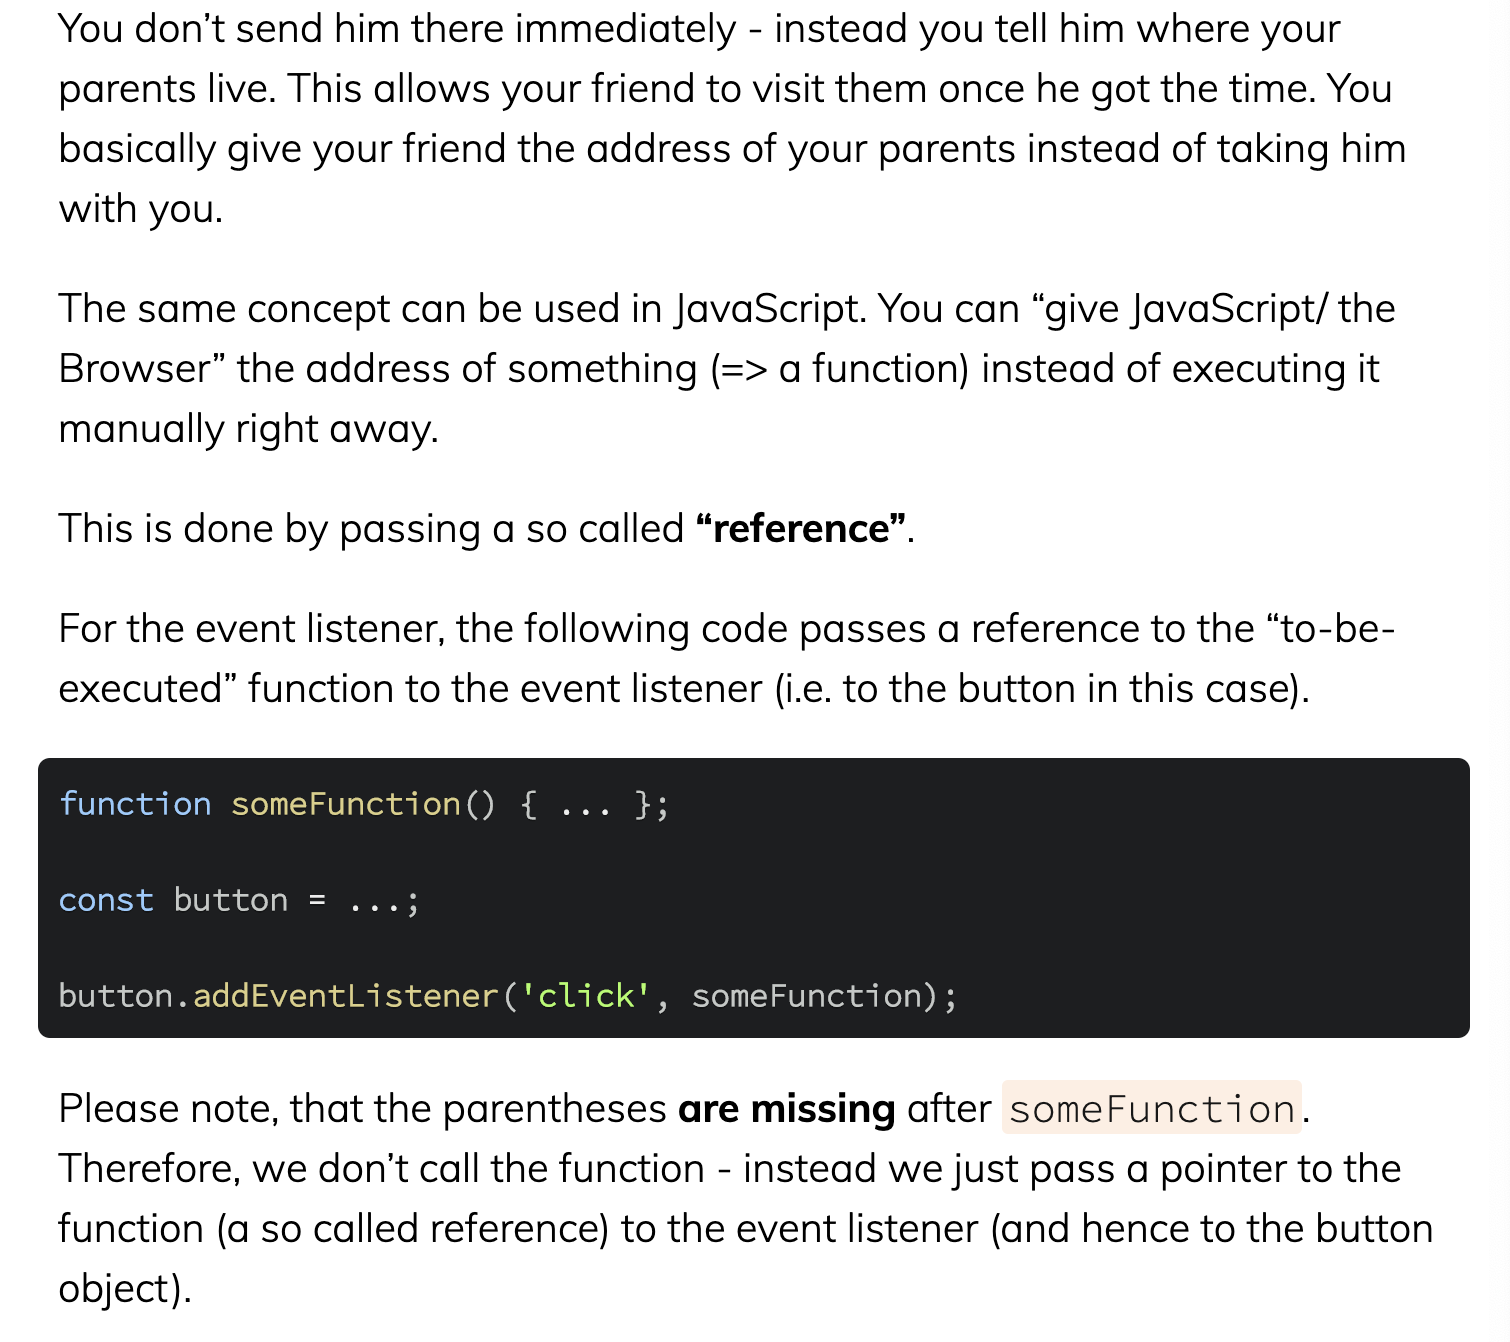 You don’t send him there immediately - instead you tell him where your
parents live. This allows your friend to visit them once he got the time. You
basically give your friend the address of your parents instead of taking him
with you.
The same concept can be used in JavaScript. You can “give JavaScript/ the
Browser” the address of something (=> a function) instead of executing it
manually right away.
This is done by passing a so called “reference”.
For the event listener, the following code passes a reference to the “to-be-
executed” function to the event listener (i.e. to the button in this case).
function someFunction() { ... };
const button = ...;
button.addEventListener('click', someFunction);
Please note, that the parentheses are missing after someFunction.
Therefore, we don’t call the function - instead we just pass a pointer to the
function (a so called reference) to the event listener (and hence to the button
object).